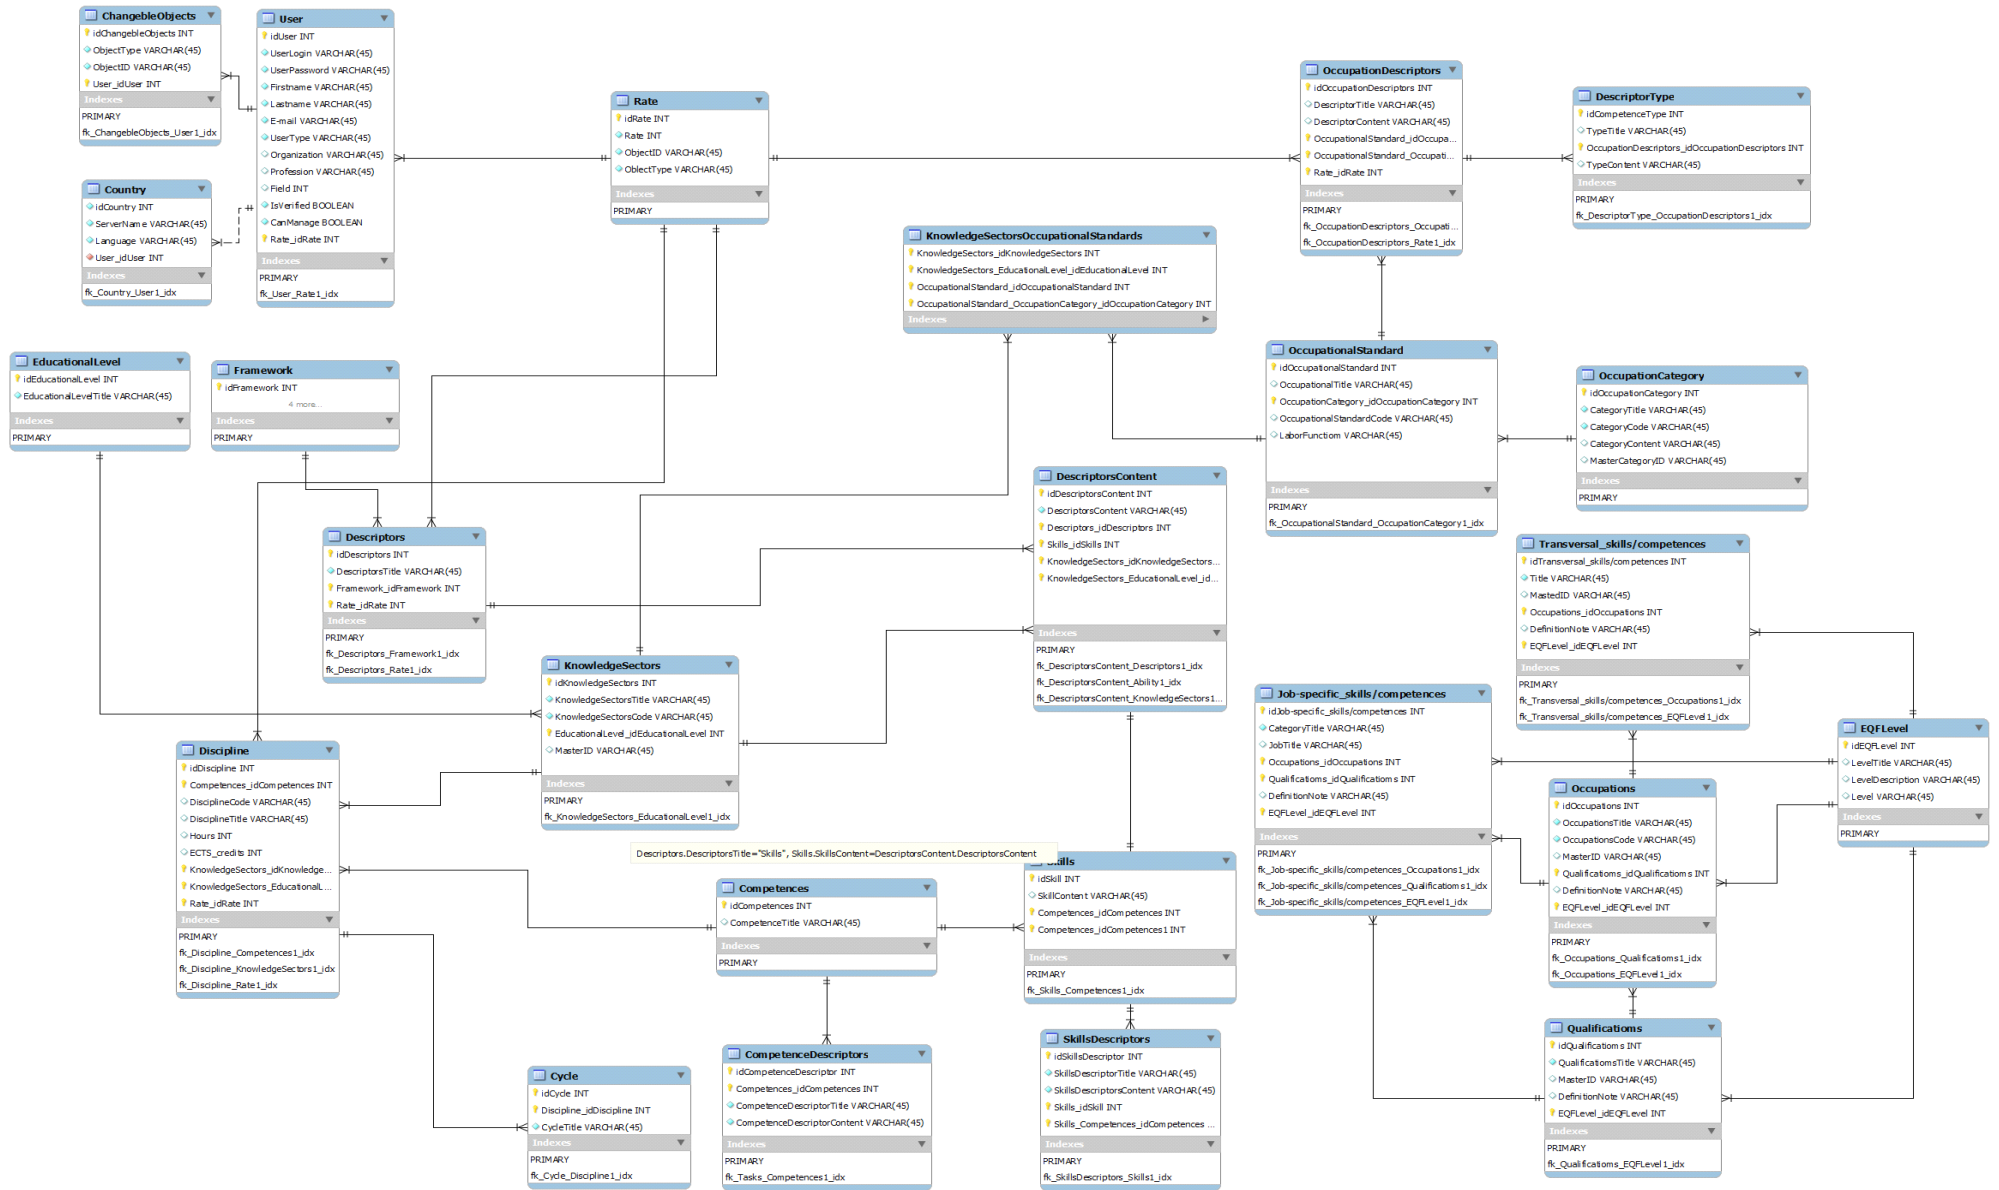 ChangebleObjects
idChangebleObjects INT
ObjectType VARCHAR(45)
ObjectID VARCHAR(45)
User_idUser INT
Indexes
PRIMARY
fk_ChangebleObjects_User1_idx
User
idUser INT
UserLogin VARCHAR(45)
UserPassword VARCHAR(45)
Firstname VARCHAR(45)
Lastname VARCHAR(45)
E-mail VARCHAR(45)
UserType VARCHAR(45)
Organization VARCHAR(45)
Profession VARCHAR(45)
Field INT
IsVerified BOOLEAN
CanManage BOOLEAN
Rate_idRate INT
Indexes
PRIMARY
fk_User_Rate1_idx
Country
idCountry INT
ServerName VARCHAR(45)
Language VARCHAR(45)
User_idUser INT
Indexes
fk_Country_User1_idx
Rate
idRate INT
Rate INT
ObjectID VARCHAR(45)
OblectType VARCHAR(45)
Indexes
PRIMARY
OccupationDescriptors
idOccupationDescriptors INT
DescriptorTitle VARCHAR(45)
DescriptorContent VARCHAR(45)
OccupationalStandard_idOccupa...
OccupationalStandard_Occupati...
Rate_idRate INT
Indexes
PRIMARY
fk_OccupationDescriptors_Occupati...
fk_OccupationDescriptors_Rate1_idx
DescriptorType
idCompetenceType INT
TypeTitle VARCHAR(45)
OccupationDescriptors_idOccupationDescriptors INT
TypeContent VARCHAR(45)
Indexes
PRIMARY
fk_DescriptorType_OccupationDescriptors1_idx
KnowledgeSectorsOccupationalStandards
KnowledgeSectors_idKnowledgeSectors INT
KnowledgeSectors_EducationalLevel_idEducationalLevel INT
OccupationalStandard_idOccupationalStandard INT
OccupationalStandard_OccupationCategory_idOccupationCategory INT
Indexes
EducationalLevel
idEducationalLevel INT
EducationalLevelTitle VARCHAR(45)
Indexes
PRIMARY
Framework
idFramework INT
4 more...
Indexes
PRIMARY
OccupationalStandard
idOccupationalStandard INT
OccupationalTitle VARCHAR(45)
OccupationCategory_idOccupationCategory INT
OccupationalStandardCode VARCHAR(45)
LaborFunctiom VARCHAR(45)
Indexes
PRIMARY
fk_OccupationalStandard_OccupationCategory1_idx
OccupationCategory
idOccupationCategory INT
CategoryTitle VARCHAR(45)
CategoryCode VARCHAR(45)
CategoryContent VARCHAR(45)
MasterCategoryID VARCHAR(45)
Indexes
PRIMARY
DescriptorsContent
idDescriptorsContent INT
DescriptorsContent VARCHAR(45)
Descriptors_idDescriptors INT
Skills_idSkills INT
KnowledgeSectors_idKnowledgeSectors...
KnowledgeSectors_EducationalLevel_id...
Indexes
PRIMARY
fk_DescriptorsContent_Descriptors1_idx
fk_DescriptorsContent_Ability1_idx
fk_DescriptorsContent_KnowledgeSectors1...
Descriptors
idDescriptors INT
DescriptorsTitle VARCHAR(45)
Framework_idFramework INT
Rate_idRate INT
Indexes
PRIMARY
fk_Descriptors_Framework1_idx
fk_Descriptors_Rate1_idx
Transversal_skills/competences
idTransversal_skills/competences INT
Title VARCHAR(45)
MastedID VARCHAR(45)
Occupations_idOccupations INT
DefinitionNote VARCHAR(45)
EQFLevel_idEQFLevel INT
Indexes
PRIMARY
fk_Transversal_skills/competences_Occupations1_idx
fk_Transversal_skills/competences_EQFLevel1_idx
KnowledgeSectors
idKnowledgeSectors INT
KnowledgeSectorsTitle VARCHAR(45)
KnowledgeSectorsCode VARCHAR(45)
EducationalLevel_idEducationalLevel INT
MasterID VARCHAR(45)
Indexes
PRIMARY
fk_KnowledgeSectors_EducationalLevel1_idx
Job-specific_skills/competences
idJob-specific_skills/competences INT
CategoryTitle VARCHAR(45)
JobTitle VARCHAR(45)
Occupations_idOccupations INT
Qualificatioms_idQualificatioms INT
DefinitionNote VARCHAR(45)
EQFLevel_idEQFLevel INT
Indexes
PRIMARY
fk_Job-specific_skills/competences_Occupations1_idx
fk_Job-specific_skills/competences_Qualificatioms1_idx
fk_Job-specific_skills/competences_EQFLevel1_idx
EQFLevel
idEQFLevel INT
LevelTitle VARCHAR(45)
LevelDescription VARCHAR(45)
Level VARCHAR(45)
Indexes
PRIMARY
Discipline
idDiscipline INT
Competences_idCompetences INT
DisciplineCode VARCHAR(45)
DisciplineTitle VARCHAR(45)
Hours INT
ECTS_credits INT
KnowledgeSectors_idKnowledge...
KnowledgeSectors_EducationalL...
Rate_idRate INT
Indexes
PRIMARY
fk_Discipline_Competences1_idx
fk_Discipline_KnowledgeSectors1_idx
fk_Discipline_Rate1_idx
Occupations
idOccupations INT
OccupationsTitle VARCHAR(45)
OccupationsCode VARCHAR(45)
MasterID VARCHAR(45)
Qualificatioms_idQualificatioms INT
DefinitionNote VARCHAR(45)
EQFLevel_idEQFLevel INT
Indexes
PRIMARY
fk_Occupations_Qualificatioms1_idx
fk_Occupations_EQFLevel1_idx
Descriptors.DescriptorsTitle="Skills", Skills.SkillsContent=DescriptorsContent.DescriptorsContent
Skills
idSkill INT
SkillContent VARCHAR(45)
Competences_idCompetences INT
Competences_idCompetences1 INT
Indexes
PRIMARY
fk_Skills_Competences1_idx
Competences
idCompetences INT
CompetenceTitle VARCHAR(45)
Indexes
PRIMARY
Qualificatioms
idQualificatioms INT
QualificatiomsTitle VARCHAR(45)
MasterID VARCHAR(45)
DefinitionNote VARCHAR(45)
EQFLevel_idEQFLevel INT
Indexes
PRIMARY
fk_Qualificatioms_EQFLevel1_idx
SkillsDescriptors
idSkillsDescriptor INT
SkillsDescriptorTitle VARCHAR(45)
SkillsDescriptorsContent VARCHAR(45)
Skills_idSkill INT
Skills_Competences_idCompetences ...
Indexes
PRIMARY
fk_SkillsDescriptors_Skills1_idx
CompetenceDescriptors
idCompetenceDescriptor INT
Competences_idCompetences INT
CompetenceDescriptorTitle VARCHAR(45)
CompetenceDescriptorContent VARCHAR(45)
Indexes
PRIMARY
fk_Tasks_Competences1_idx
Cycle
idCycle INT
Discipline_idDiscipline INT
CycleTitle VARCHAR(45)
Indexes
PRIMARY
fk_Cycle_Discipline1_idx